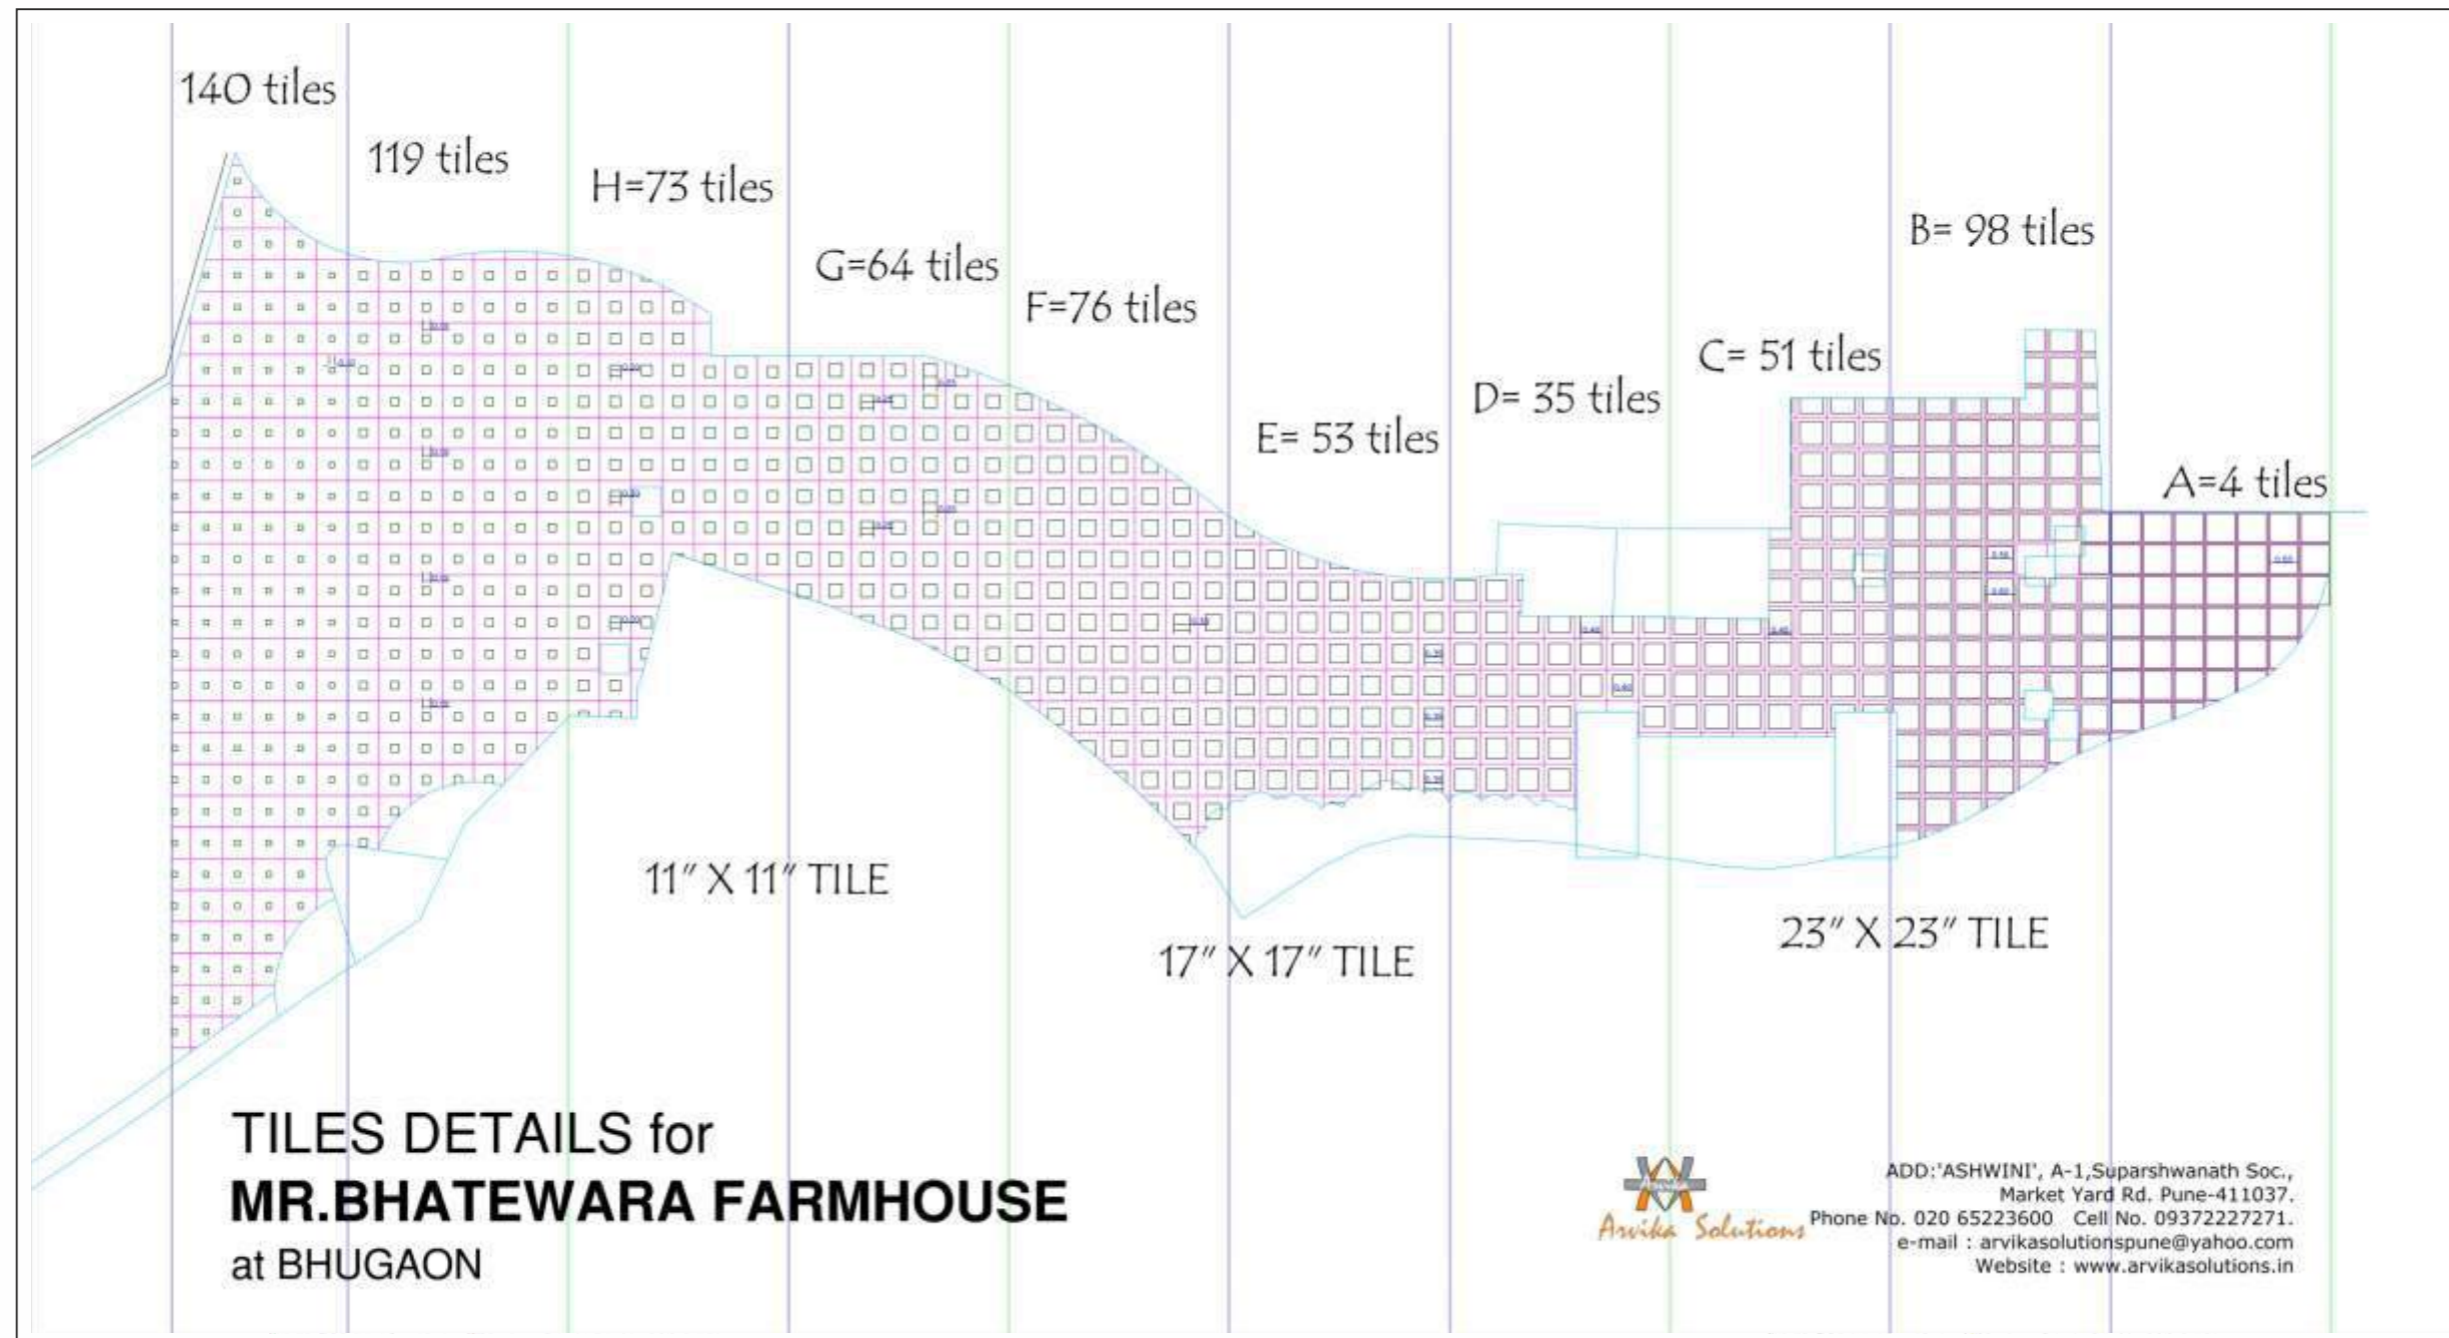 140 tiles
119 tiles
H=73 tiles
G=64 tiles
F=76 tiles
E= 53 tiles
D= 35 tiles
C= 51 tiles
B= 98 tiles
A=4 tiles
11" X 11" TILE
17" X 17" TILE
23" X 23" TILE
TILES DETAILS for
MR.BHATEWARA FARMHOUSE
at BHUGAON
Arvika Solutions
ADD:'ASHWINI', A-1,Suparshwanath Soc.,
Market Yard Rd. Pune-411037.
Phone No. 020 65223600 Cell No. 09372227271.
e-mail : arvikasolutionspune@yahoo.com
Website : www.arvikasolutions.in